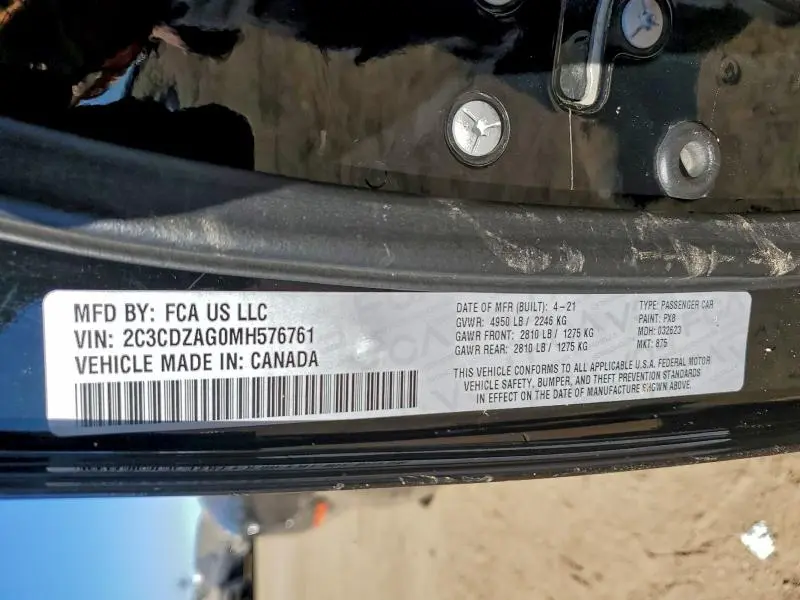 MFD BY: FCA US LLC
VIN: 2C3CDZAG0MH576761
VEHICLE MADE IN: CANADA
DATE OF MFR (BUILT): 4-21
GVWR: 4950 LB / 2246 KG
GAWR FRONT: 2810 LB / 1275 KG
GAWR REAR: 2810 LB / 1275 KG
TYPE: PASSENGER CAR
PAINT: PX8
MDH: 032623
MKT: 875
THIS VEHICLE CONFORMS TO ALL APPLICABLE U.S.A. FEDERAL MOTOR
VEHICLE SAFETY, BUMPER, AND THEFT PREVENTION STANDARDS
IN EFFECT ON THE DATE OF MANUFACTURE SHOWN ABOVE.